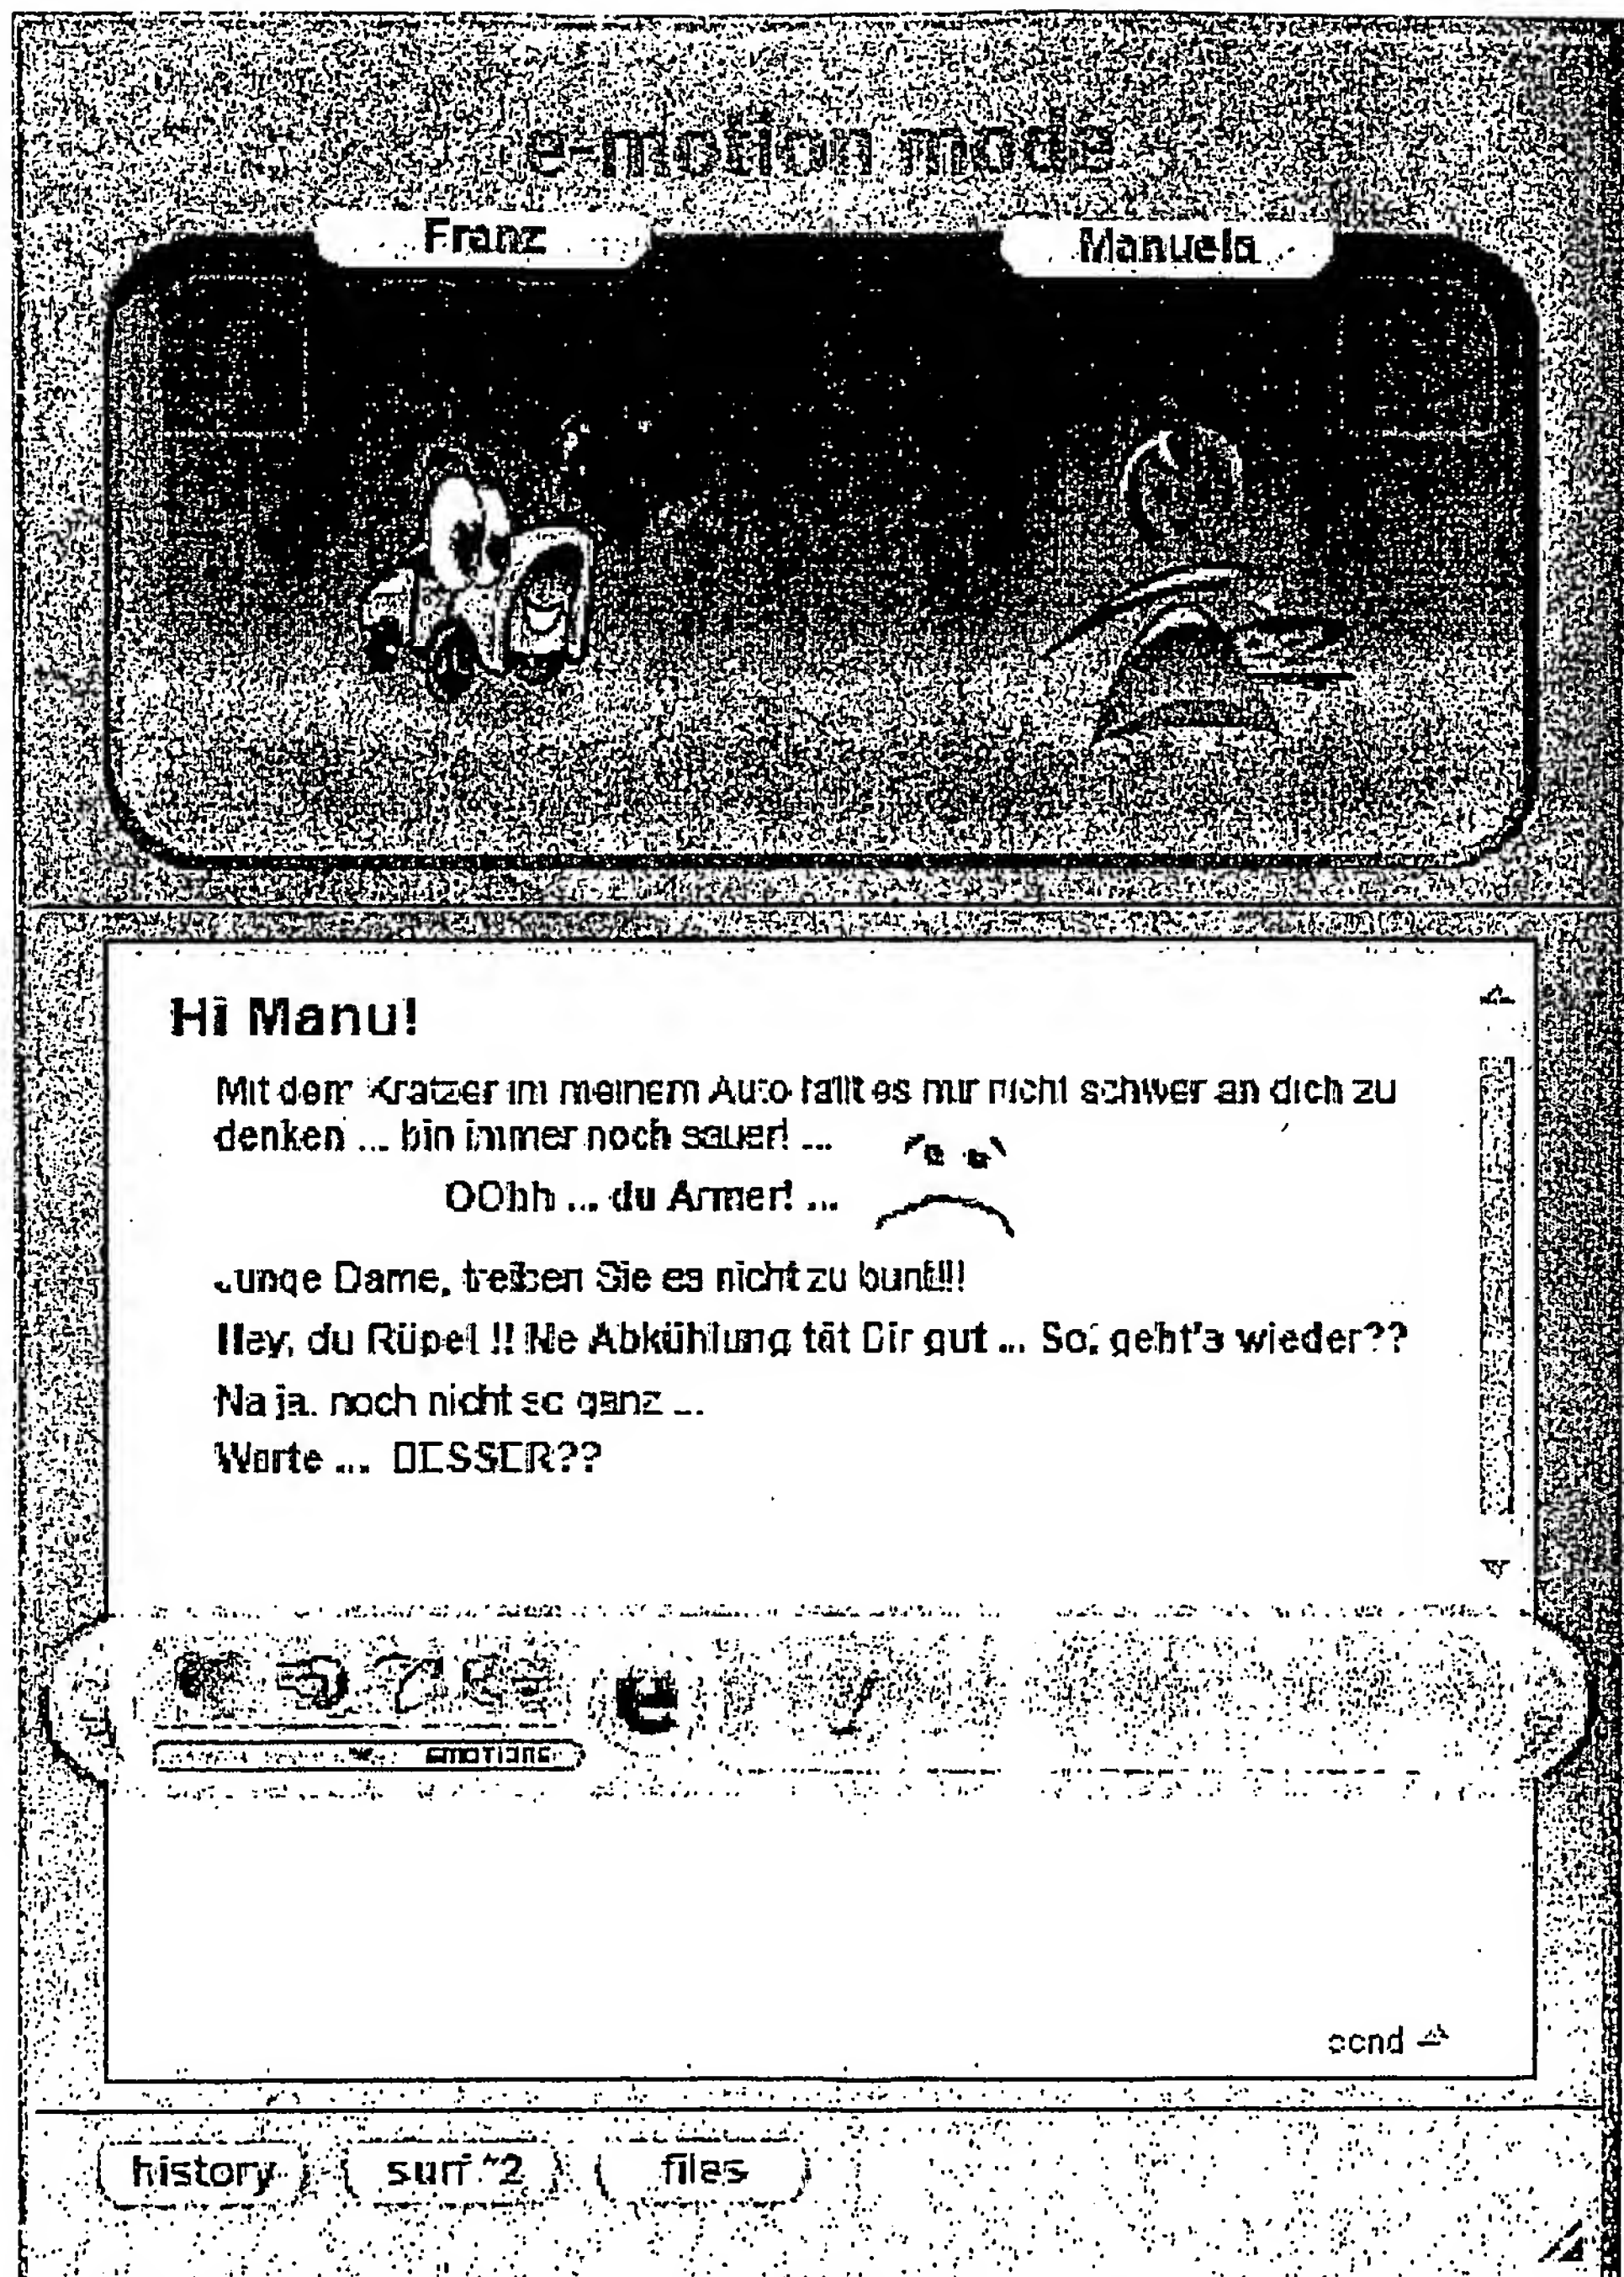 e-motion mode
Franz
Manuela
Hi Manu!
Mit dem Kratzer im meinem Auto fällt es mir nicht schwer an dich zu
denken ... bin immer noch sauer! ...
OOhh ... du Armer! ...
Junge Dame, treiben Sie es nicht zu bunt!!!
Hey, du Rüpel !! Ne Abkühlung tät Dir gut ... So, geht's wieder??
Na ja. noch nicht so ganz ...
Warte ... BESSER??
e
EMOTIONS
send
history
surf
files